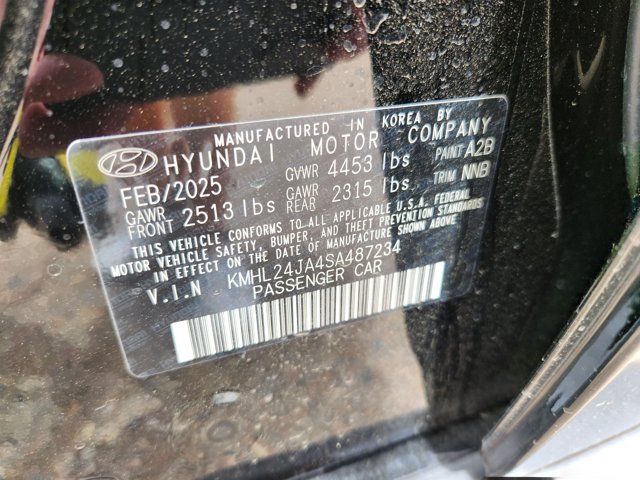 MANUFACTURED IN KOREA BY
HYUNDAI MOTOR COMPANY
FEB/2025 GVWR 4453 lbs PAINT A2B
GAWR FRONT 2513 lbs GAWR REAR 2315 lbs TRIM NNB
THIS VEHICLE CONFORMS TO ALL APPLICABLE U.S.A. FEDERAL
MOTOR VEHICLE SAFETY, BUMPER, AND THEFT PREVENTION STANDARDS
IN EFFECT ON THE DATE OF MANUFACTURE SHOWN ABOVE.
V.I.N KMHL24JA4SA487234
PASSENGER CAR